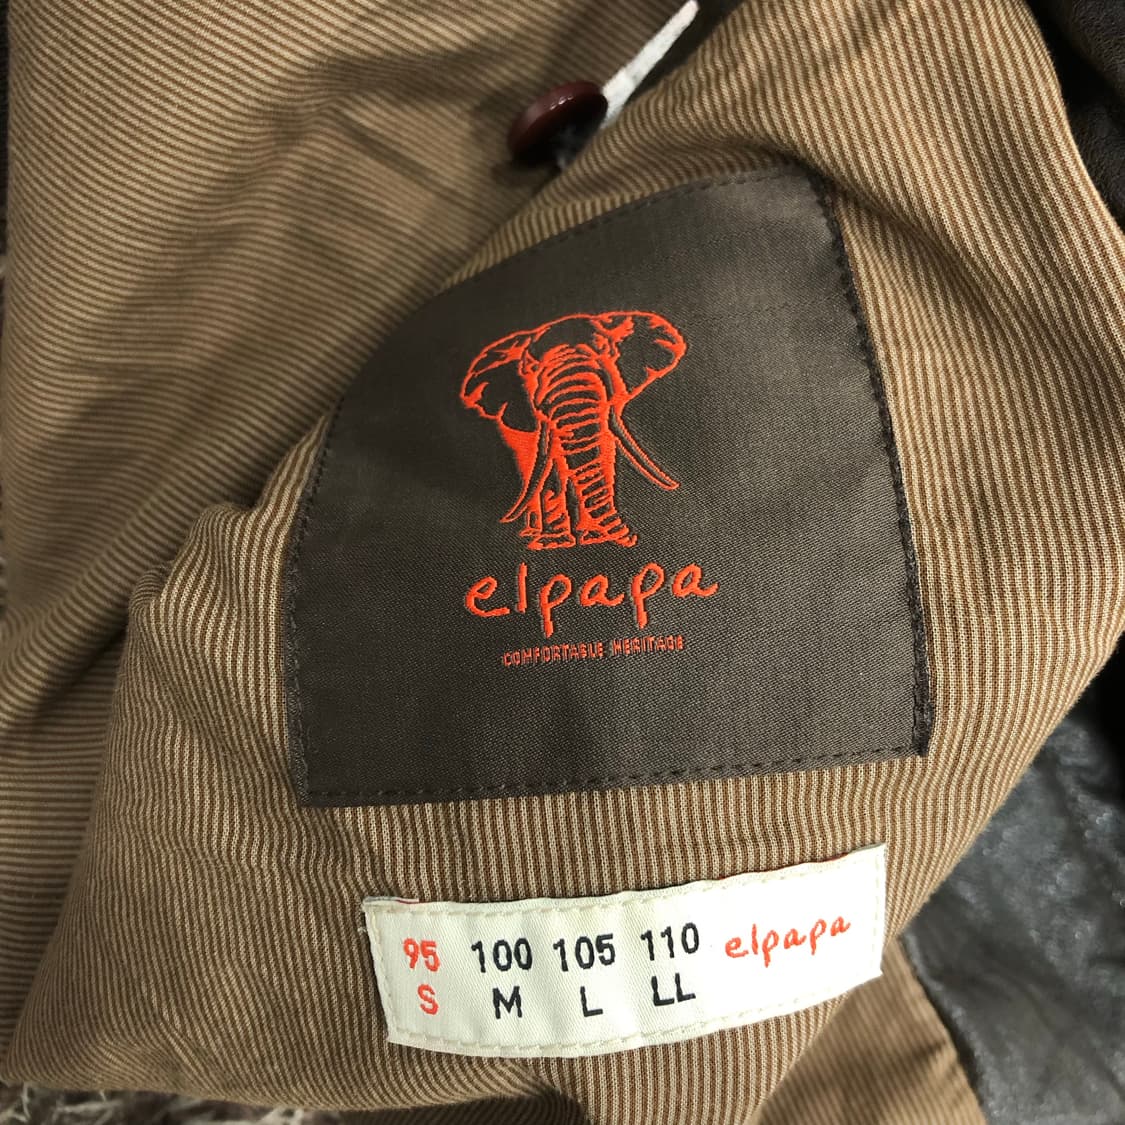 elpapa
COMFORTABLE HERITAGE
95 100 105 110 elpapa
S M L LL